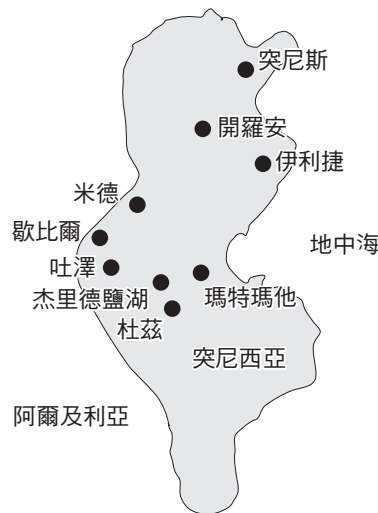 突尼斯
開羅安
伊利捷
米德
歇比爾
地中海
吐澤
杰里德鹽湖
瑪特瑪他
杜茲
突尼西亞
阿爾及利亞